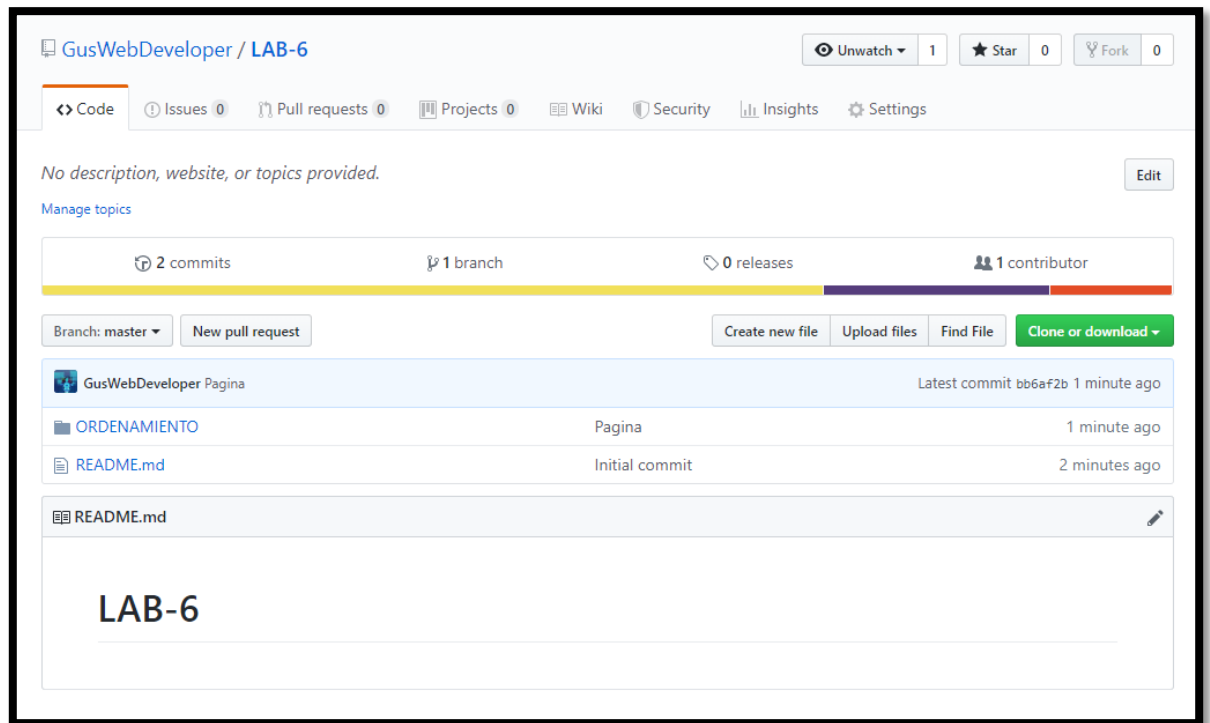 GusWebDeveloper / LAB-6
Unwatch 1 Star 0 Fork 0
Code Issues 0 Pull requests 0 Projects 0 Wiki Security Insights Settings
No description, website, or topics provided. Edit
Manage topics
2 commits 1 branch 0 releases 1 contributor
Branch: master New pull request Create new file Upload files Find File Clone or download
GusWebDeveloper Pagina Latest commit bb6af2b 1 minute ago
ORDENAMIENTO Pagina 1 minute ago
README.md Initial commit 2 minutes ago
README.md
LAB-6